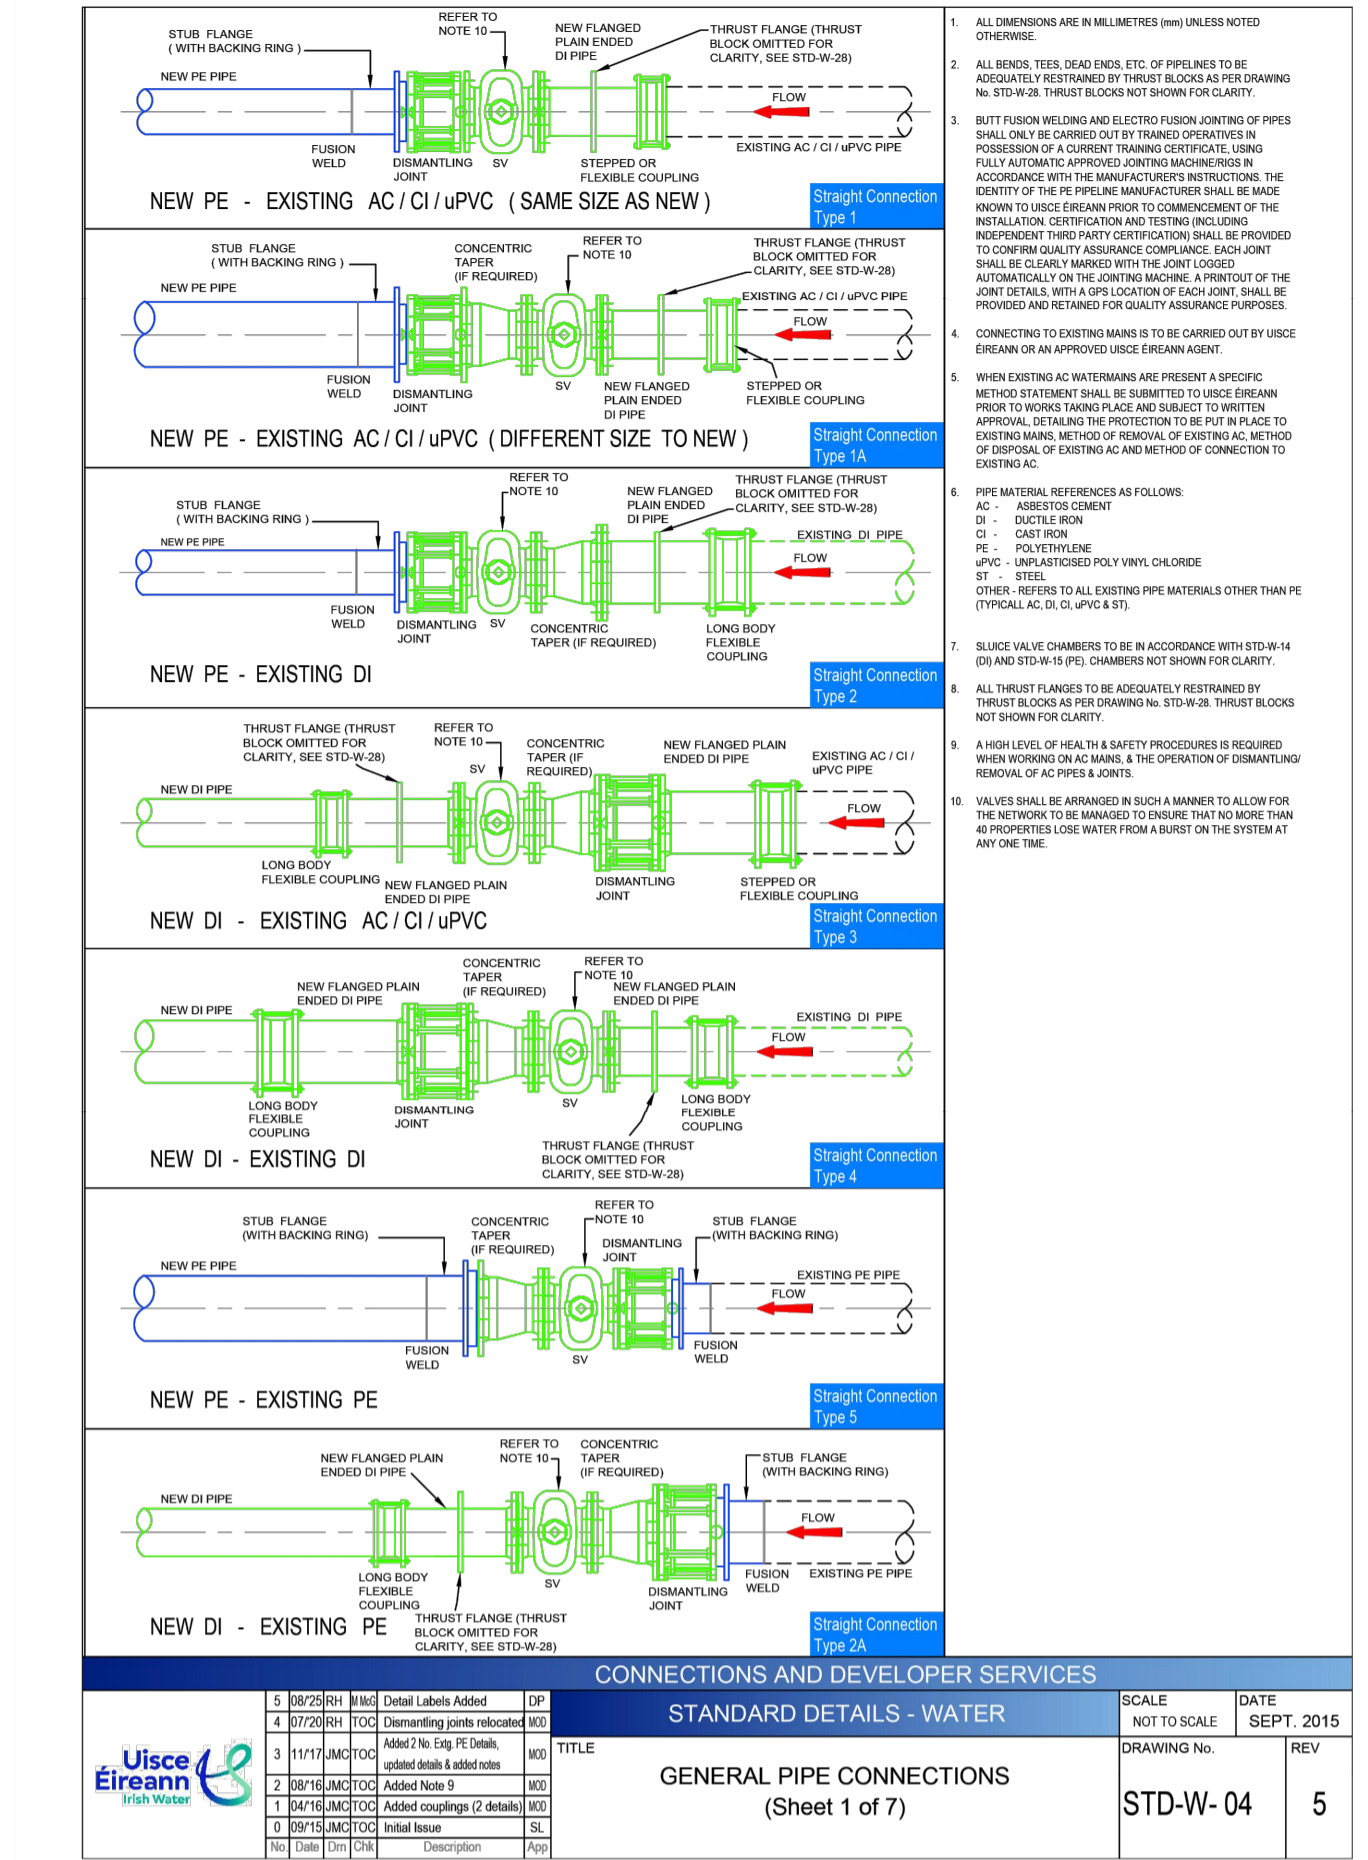 STUB FLANGE
( WITH BACKING RING )
REFER TO
NOTE 10
NEW FLANGED
PLAIN ENDED
DI PIPE
THRUST FLANGE (THRUST
BLOCK OMITTED FOR
CLARITY, SEE STD-W-28)
NEW PE PIPE
FLOW
EXISTING AC / CI / uPVC PIPE
FUSION
WELD
DISMANTLING
JOINT
SV
STEPPED OR
FLEXIBLE COUPLING
NEW PE - EXISTING AC / CI / uPVC ( SAME SIZE AS NEW )
Straight Connection
Type 1
STUB FLANGE
( WITH BACKING RING )
CONCENTRIC
TAPER
(IF REQUIRED)
REFER TO
NOTE 10
THRUST FLANGE (THRUST
BLOCK OMITTED FOR
CLARITY, SEE STD-W-28)
NEW PE PIPE
EXISTING AC / CI / uPVC PIPE
FLOW
FUSION
WELD
DISMANTLING
JOINT
SV
NEW FLANGED
PLAIN ENDED
DI PIPE
STEPPED OR
FLEXIBLE COUPLING
NEW PE - EXISTING AC / CI / uPVC ( DIFFERENT SIZE TO NEW )
Straight Connection
Type 1A
STUB FLANGE
( WITH BACKING RING )
REFER TO
NOTE 10
NEW FLANGED
PLAIN ENDED
DI PIPE
THRUST FLANGE (THRUST
BLOCK OMITTED FOR
CLARITY, SEE STD-W-28)
NEW PE PIPE
EXISTING DI PIPE
FLOW
FUSION
WELD
DISMANTLING
JOINT
SV
CONCENTRIC
TAPER (IF REQUIRED)
LONG BODY
FLEXIBLE
COUPLING
NEW PE - EXISTING DI
Straight Connection
Type 2
THRUST FLANGE (THRUST
BLOCK OMITTED FOR
CLARITY, SEE STD-W-28)
REFER TO
NOTE 10
SV
CONCENTRIC
TAPER (IF
REQUIRED)
NEW FLANGED PLAIN
ENDED DI PIPE
EXISTING AC / CI /
uPVC PIPE
NEW DI PIPE
FLOW
LONG BODY
FLEXIBLE COUPLING
NEW FLANGED PLAIN
ENDED DI PIPE
DISMANTLING
JOINT
STEPPED OR
FLEXIBLE COUPLING
NEW DI - EXISTING AC / CI / uPVC
Straight Connection
Type 3
NEW FLANGED PLAIN
ENDED DI PIPE
CONCENTRIC
TAPER
(IF REQUIRED)
REFER TO
NOTE 10
NEW FLANGED PLAIN
ENDED DI PIPE
NEW DI PIPE
EXISTING DI PIPE
FLOW
LONG BODY
FLEXIBLE
COUPLING
DISMANTLING
JOINT
SV
LONG BODY
FLEXIBLE
COUPLING
THRUST FLANGE (THRUST
BLOCK OMITTED FOR
CLARITY, SEE STD-W-28)
NEW DI - EXISTING DI
Straight Connection
Type 4
STUB FLANGE
(WITH BACKING RING)
CONCENTRIC
TAPER
(IF REQUIRED)
REFER TO
NOTE 10
DISMANTLING
JOINT
STUB FLANGE
(WITH BACKING RING)
NEW PE PIPE
EXISTING PE PIPE
FLOW
FUSION
WELD
SV
FUSION
WELD
NEW PE - EXISTING PE
Straight Connection
Type 5
NEW FLANGED PLAIN
ENDED DI PIPE
REFER TO
NOTE 10
CONCENTRIC
TAPER
(IF REQUIRED)
STUB FLANGE
(WITH BACKING RING)
NEW DI PIPE
FLOW
LONG BODY
FLEXIBLE
COUPLING
SV
DISMANTLING
JOINT
FUSION
WELD
EXISTING PE PIPE
THRUST FLANGE (THRUST
BLOCK OMITTED FOR
CLARITY, SEE STD-W-28)
NEW DI - EXISTING PE
Straight Connection
Type 2A
1. ALL DIMENSIONS ARE IN MILLIMETRES (mm) UNLESS NOTED
OTHERWISE.
2. ALL BENDS, TEES, DEAD ENDS, ETC. OF PIPELINES TO BE
ADEQUATELY RESTRAINED BY THRUST BLOCKS AS PER DRAWING
No. STD-W-28. THRUST BLOCKS NOT SHOWN FOR CLARITY.
3. BUTT FUSION WELDING AND ELECTRO FUSION JOINTING OF PIPES
SHALL ONLY BE CARRIED OUT BY TRAINED OPERATIVES IN
POSSESSION OF A CURRENT TRAINING CERTIFICATE, USING
FULLY AUTOMATIC APPROVED JOINTING MACHINE/RIGS IN
ACCORDANCE WITH THE MANUFACTURER'S INSTRUCTIONS. THE
IDENTITY OF THE PE PIPELINE MANUFACTURER SHALL BE MADE
KNOWN TO UISCE ÉIREANN PRIOR TO COMMENCEMENT OF THE
INSTALLATION. CERTIFICATION AND TESTING (INCLUDING
INDEPENDENT THIRD PARTY CERTIFICATION) SHALL BE PROVIDED
TO CONFIRM QUALITY ASSURANCE COMPLIANCE. EACH JOINT
SHALL BE CLEARLY MARKED WITH THE JOINT LOGGED
AUTOMATICALLY ON THE JOINTING MACHINE. A PRINTOUT OF THE
JOINT DETAILS, WITH A GPS LOCATION OF EACH JOINT, SHALL BE
PROVIDED AND RETAINED FOR QUALITY ASSURANCE PURPOSES.
4. CONNECTING TO EXISTING MAINS IS TO BE CARRIED OUT BY UISCE
ÉIREANN OR AN APPROVED UISCE ÉIREANN AGENT.
5. WHEN EXISTING AC WATERMAINS ARE PRESENT A SPECIFIC
METHOD STATEMENT SHALL BE SUBMITTED TO UISCE ÉIREANN
PRIOR TO WORKS TAKING PLACE AND SUBJECT TO WRITTEN
APPROVAL, DETAILING THE PROTECTION TO BE PUT IN PLACE TO
EXISTING MAINS, METHOD OF REMOVAL OF EXISTING AC, METHOD
OF DISPOSAL OF EXISTING AC AND METHOD OF CONNECTION TO
EXISTING AC.
6. PIPE MATERIAL REFERENCES AS FOLLOWS:
AC - ASBESTOS CEMENT
DI - DUCTILE IRON
CI - CAST IRON
PE - POLYETHYLENE
uPVC - UNPLASTICISED POLY VINYL CHLORIDE
ST - STEEL
OTHER - REFERS TO ALL EXISTING PIPE MATERIALS OTHER THAN PE
(TYPICALL AC, DI, CI, uPVC & ST).
7. SLUICE VALVE CHAMBERS TO BE IN ACCORDANCE WITH STD-W-14
(DI) AND STD-W-15 (PE). CHAMBERS NOT SHOWN FOR CLARITY.
8. ALL THRUST FLANGES TO BE ADEQUATELY RESTRAINED BY
THRUST BLOCKS AS PER DRAWING No. STD-W-28. THRUST BLOCKS
NOT SHOWN FOR CLARITY.
9. A HIGH LEVEL OF HEALTH & SAFETY PROCEDURES IS REQUIRED
WHEN WORKING ON AC MAINS, & THE OPERATION OF DISMANTLING/
REMOVAL OF AC PIPES & JOINTS.
10. VALVES SHALL BE ARRANGED IN SUCH A MANNER TO ALLOW FOR
THE NETWORK TO BE MANAGED TO ENSURE THAT NO MORE THAN
40 PROPERTIES LOSE WATER FROM A BURST ON THE SYSTEM AT
ANY ONE TIME.
CONNECTIONS AND DEVELOPER SERVICES
Uisce
Éireann
Irish Water
5 08/'25 RH M McG Detail Labels Added DP
4 07/'20 RH TOC Dismantling joints relocated MOD
3 11/'17 JMC TOC Added 2 No. Extg. PE Details,
updated details & added notes MOD
2 08/'16 JMC TOC Added Note 9 MOD
1 04/'16 JMC TOC Added couplings (2 details) MOD
0 09/'15 JMC TOC Initial Issue SL
No. Date Drn Chk Description App
STANDARD DETAILS - WATER
SCALE
NOT TO SCALE
DATE
SEPT. 2015
TITLE
GENERAL PIPE CONNECTIONS
(Sheet 1 of 7)
DRAWING No.
STD-W- 04
REV
5